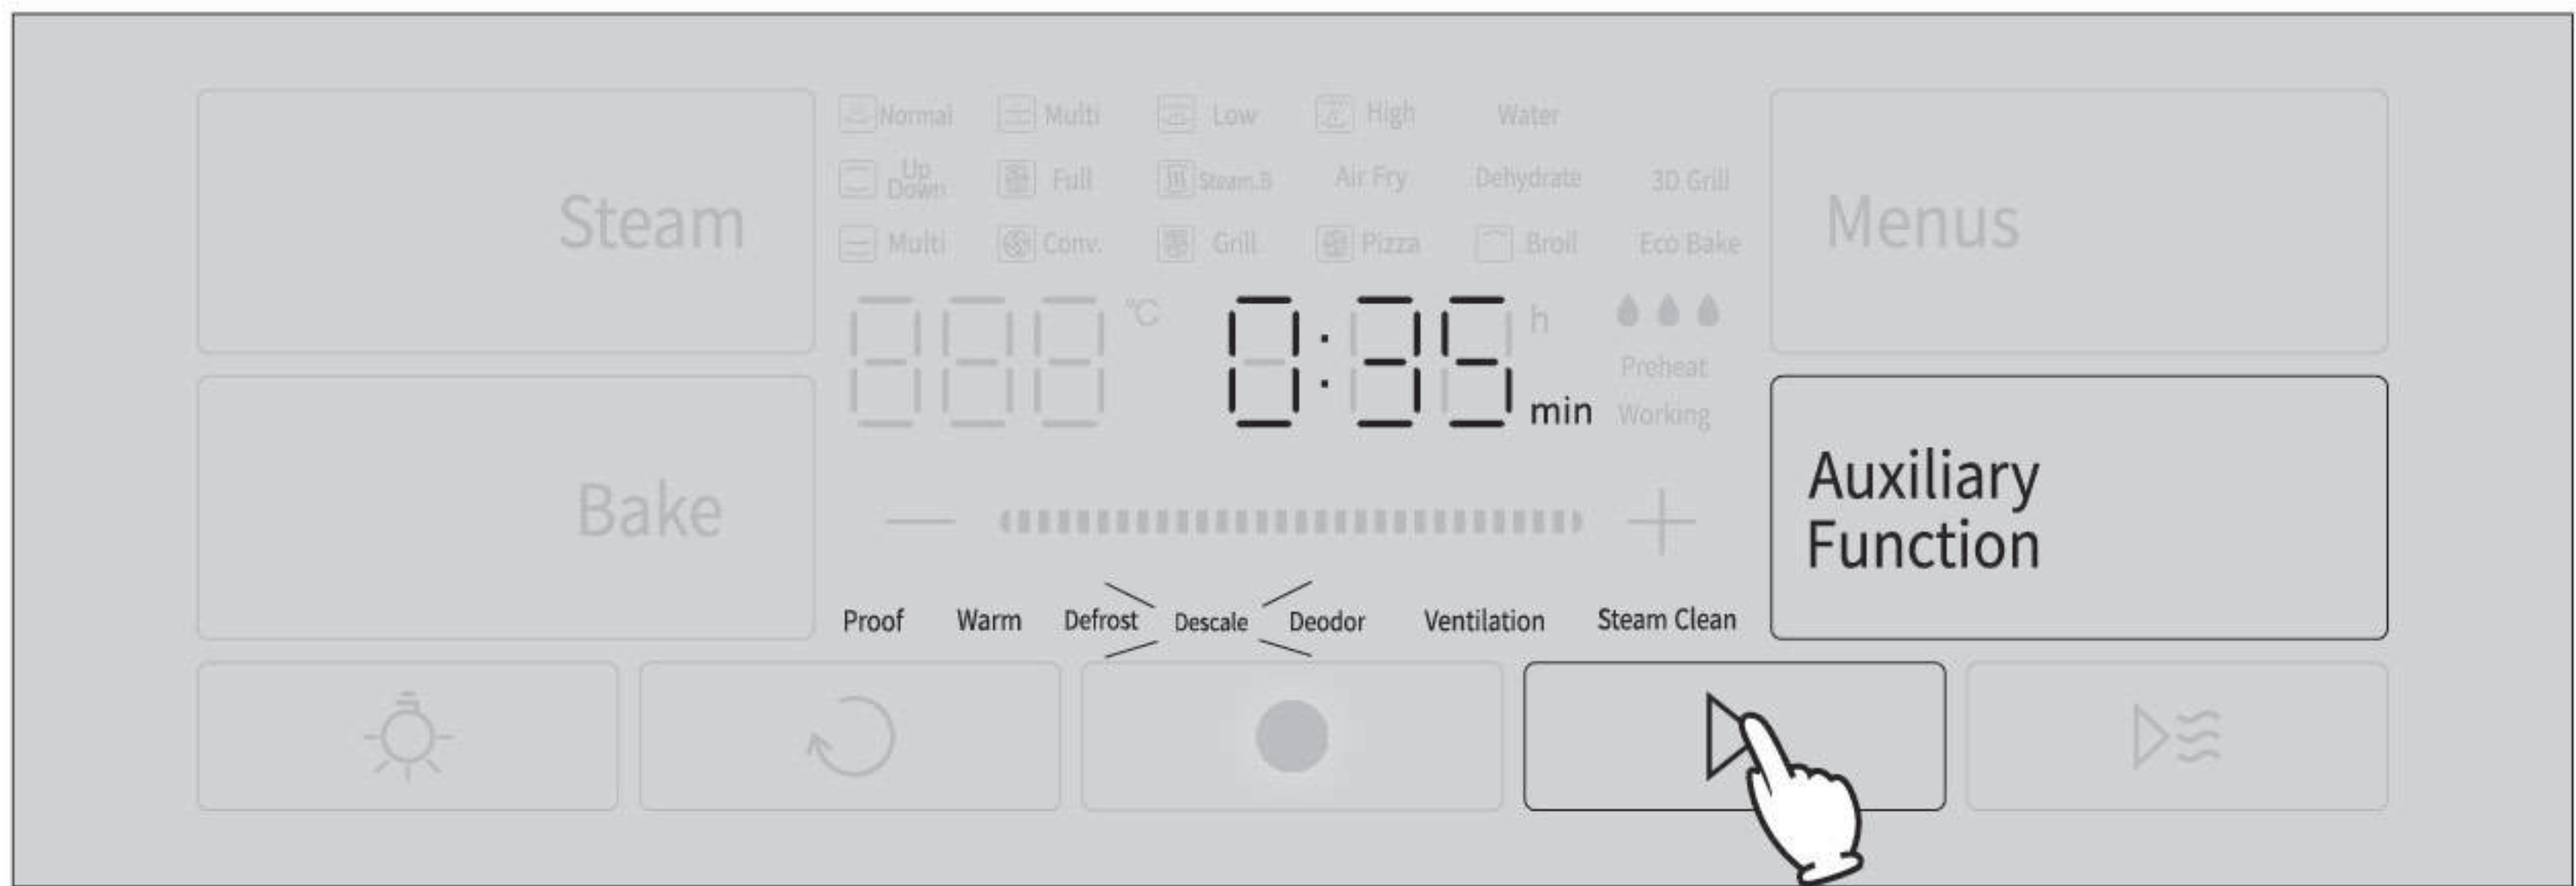 Normal Multi Low High Water
Up Down Full Steam.B Air Fry Dehydrate 3D Grill
Multi Conv. Grill Pizza Broil Eco Bake
Steam
Menus
°C 0:35 h
min
Preheat
Working
Bake
Auxiliary
Function
Proof Warm Defrost Descale Deodor Ventilation Steam Clean